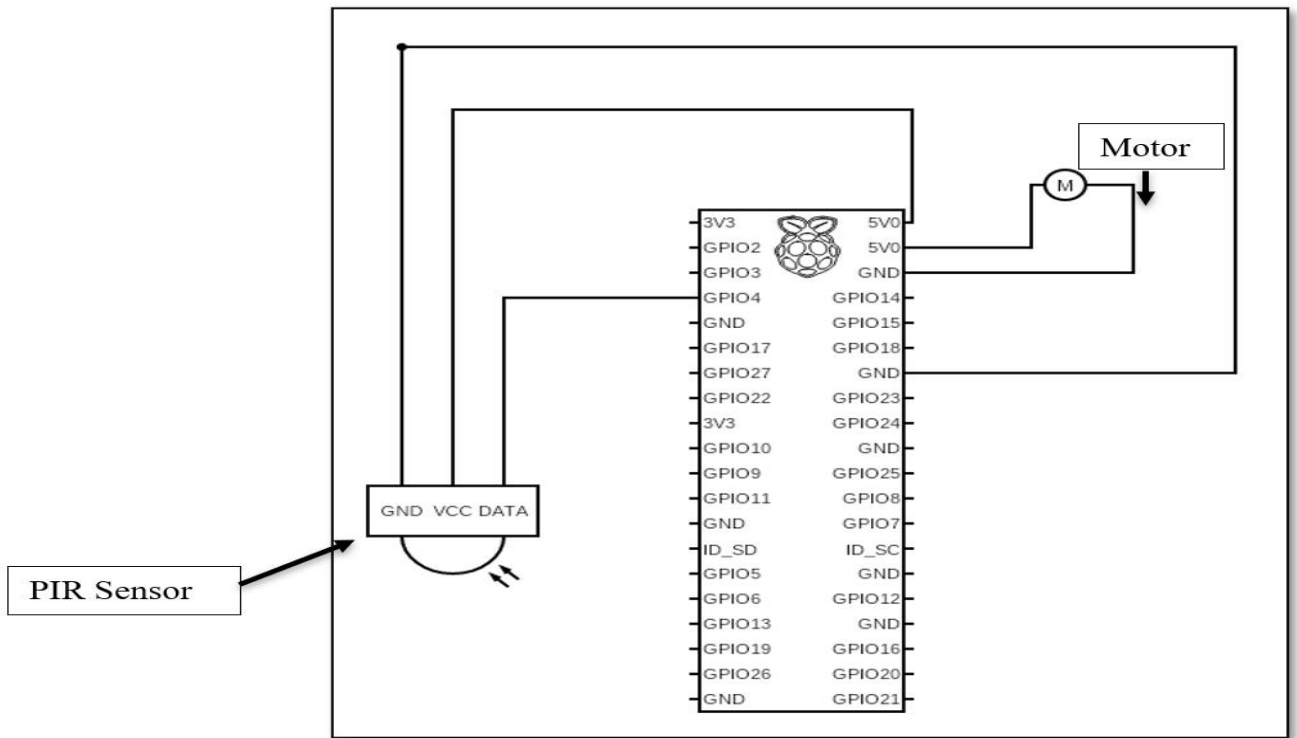 Motor
M
3V3 5V0
GPIO2 5V0
GPIO3 GND
GPIO4 GPIO14
GND GPIO15
GPIO17 GPIO18
GPIO27 GND
GPIO22 GPIO23
3V3 GPIO24
GPIO10 GND
GPIO9 GPIO25
GPIO11 GPIO8
GND GPIO7
ID_SD ID_SC
GPIO5 GND
GPIO6 GPIO12
GPIO13 GND
GPIO19 GPIO16
GPIO26 GPIO20
GND GPIO21
GND VCC DATA
PIR Sensor